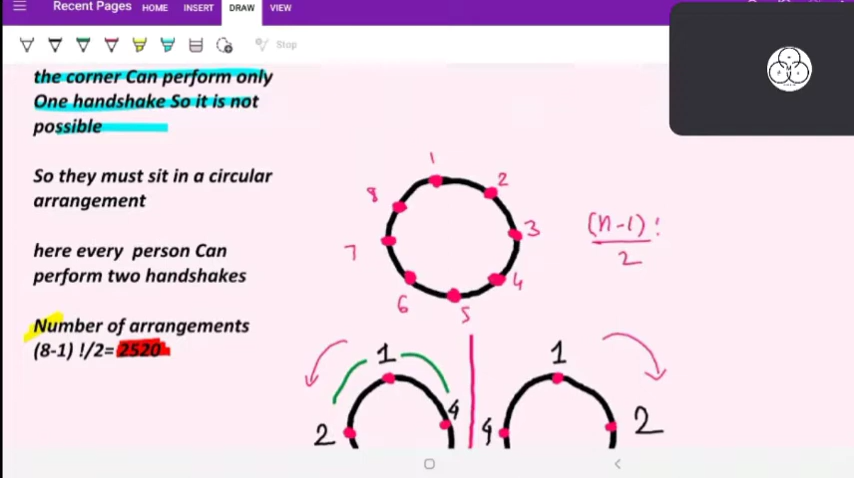 Recent Pages HOME INSERT DRAW VIEW
Stop
the corner Can perform only
One handshake So it is not
possible
So they must sit in a circular
arrangement
here every person Can
perform two handshakes
Number of arrangements
(8-1) !/2= 2520
1
2
3
4
5
6
7
8
(n-1)!
2
1
2
4
1
2
4